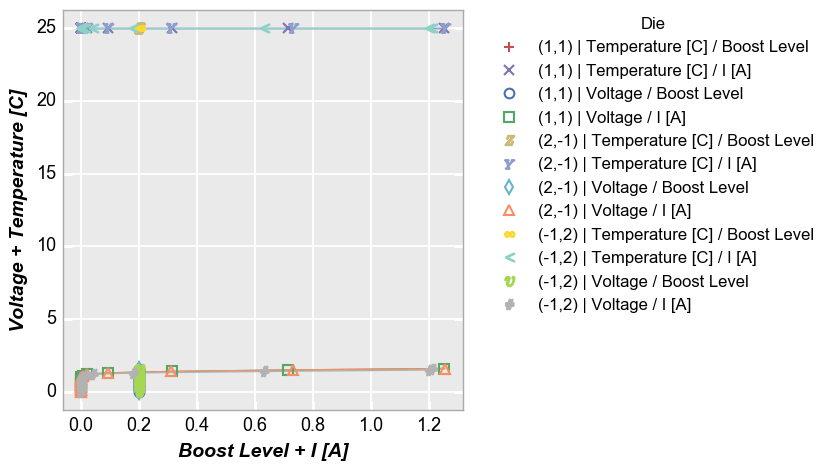 25
20
15
10
5
0
Voltage + Temperature [C]
0.0 0.2 0.4 0.6 0.8 1.0 1.2
Boost Level + I [A]
Die
(1,1) | Temperature [C] / Boost Level
(1,1) | Temperature [C] / I [A]
(1,1) | Voltage / Boost Level
(1,1) | Voltage / I [A]
(2,-1) | Temperature [C] / Boost Level
(2,-1) | Temperature [C] / I [A]
(2,-1) | Voltage / Boost Level
(2,-1) | Voltage / I [A]
(-1,2) | Temperature [C] / Boost Level
(-1,2) | Temperature [C] / I [A]
(-1,2) | Voltage / Boost Level
(-1,2) | Voltage / I [A]